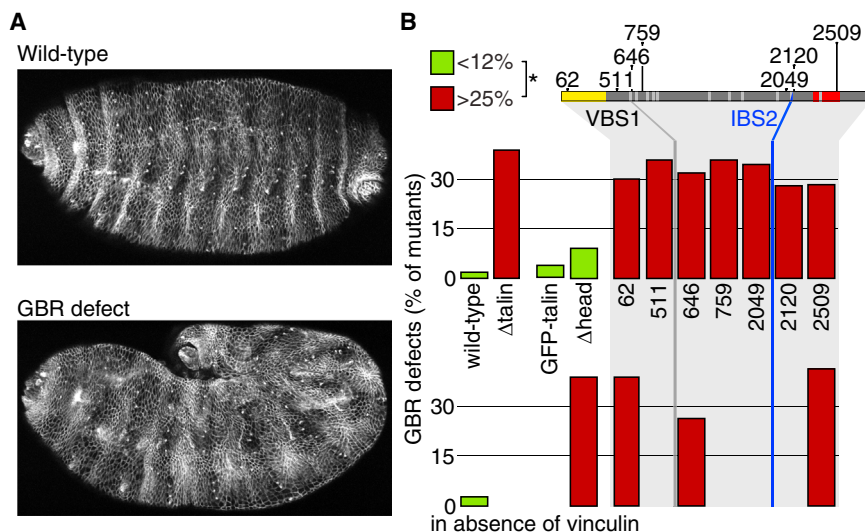 A
Wild-type
GBR defect
B
<12%
>25%
*
759
646
62
511
2509
2120
2049
VBS1
IBS2
GBR defects (% of mutants)
30
15
0
wild-type
Δtalin
GFP-talin
Δhead
62
511
646
759
2049
2120
2509
30
15
0
in absence of vinculin